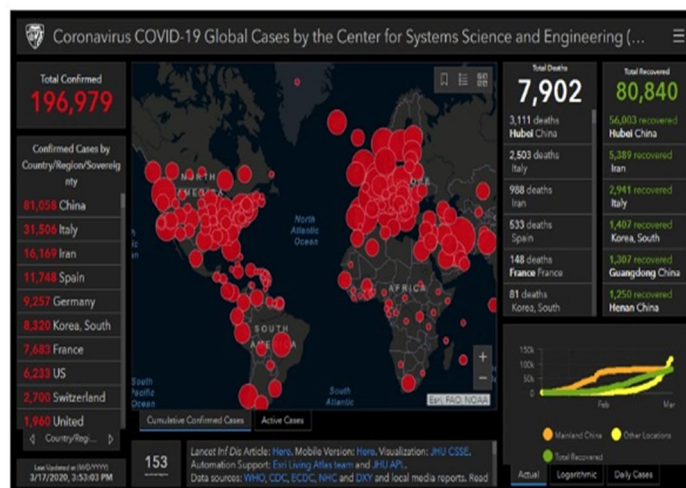 Coronavirus COVID-19 Global Cases by the Center for Systems Science and Engineering (...
Total Confirmed
196,979
Confirmed Cases by
Country/Region/Sovereig
nty
81,058 China
31,506 Italy
16,169 Iran
11,748 Spain
9,257 Germany
8,320 Korea, South
7,683 France
6,233 US
2,700 Switzerland
1,960 United
Country/Regi...
Last Updated at (M/D/YYYY)
3/17/2020, 3:53:03 PM
NORTH
AMERICA
North
Atlantic
Ocean
AFRICA
SOUTH
South
Pacific
Ocean
South
Atlantic
Esri, FAO, NOAA
Cumulative Confirmed Cases
Active Cases
153
Lancet Inf Dis Article: Here. Mobile Version: Here. Visualization: JHU CSSE.
Automation Support: Esri Living Atlas team and JHU API.
Data sources: WHO, CDC, ECDC, NHC and DXY and local media reports. Read
Total Deaths
7,902
3,111 deaths
Hubei China
2,503 deaths
Italy
988 deaths
Iran
533 deaths
Spain
148 deaths
France France
81 deaths
Korea, South
Total Recovered
80,840
56,003 recovered
Hubei China
5,389 recovered
Iran
2,941 recovered
Italy
1,407 recovered
Korea, South
1,307 recovered
Guangdong China
1,250 recovered
Henan China
150k
100k
50k
0
Feb
Mar
Mainland China
Other Locations
Total Recovered
Actual
Logarithmic
Daily Cases